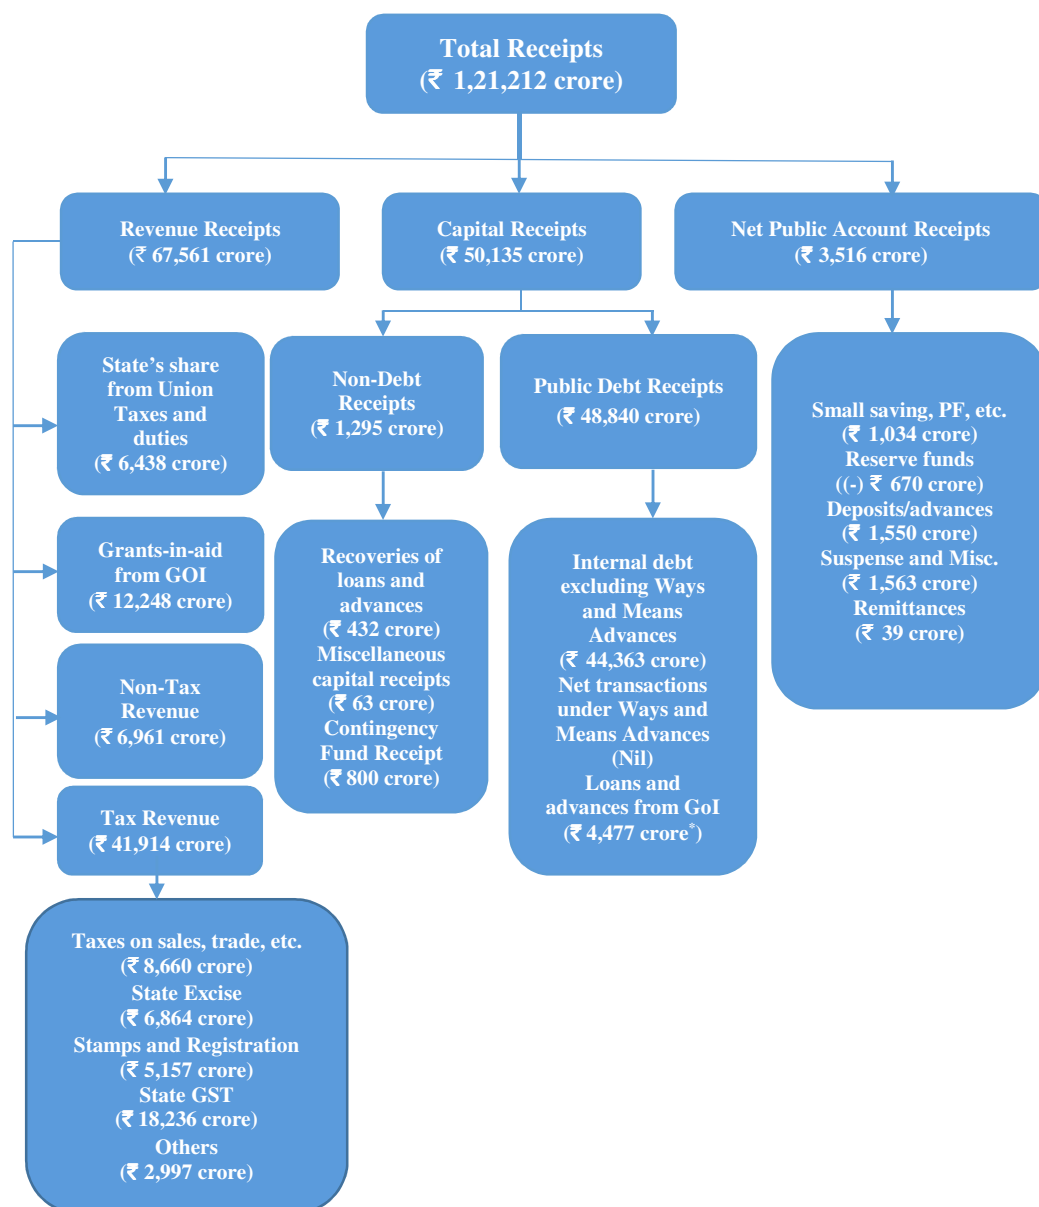 Total Receipts
(₹ 1,21,212 crore)
Revenue Receipts
(₹ 67,561 crore)
Capital Receipts
(₹ 50,135 crore)
Net Public Account Receipts
(₹ 3,516 crore)
State’s share
from Union
Taxes and
duties
(₹ 6,438 crore)
Grants-in-aid
from GOI
(₹ 12,248 crore)
Non-Tax
Revenue
(₹ 6,961 crore)
Tax Revenue
(₹ 41,914 crore)
Taxes on sales, trade, etc.
(₹ 8,660 crore)
State Excise
(₹ 6,864 crore)
Stamps and Registration
(₹ 5,157 crore)
State GST
(₹ 18,236 crore)
Others
(₹ 2,997 crore)
Non-Debt
Receipts
(₹ 1,295 crore)
Recoveries of
loans and
advances
(₹ 432 crore)
Miscellaneous
capital receipts
(₹ 63 crore)
Contingency
Fund Receipt
(₹ 800 crore)
Public Debt Receipts
(₹ 48,840 crore)
Internal debt
excluding Ways
and Means
Advances
(₹ 44,363 crore)
Net transactions
under Ways and
Means Advances
(Nil)
Loans and
advances from GoI
(₹ 4,477 crore*)
Small saving, PF, etc.
(₹ 1,034 crore)
Reserve funds
((-) ₹ 670 crore)
Deposits/advances
(₹ 1,550 crore)
Suspense and Misc.
(₹ 1,563 crore)
Remittances
(₹ 39 crore)